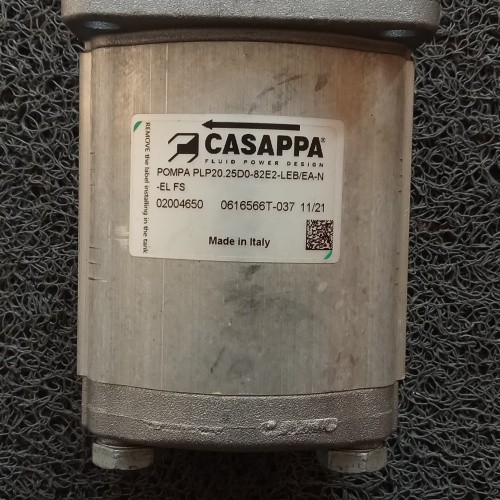 CASAPPA®
FLUID POWER DESIGN
POMPA PLP20.25D0-82E2-LEB/EA-N
-EL FS
02004650 0616566T-037 11/21
Made in Italy
REMOVE the label installing in the tank